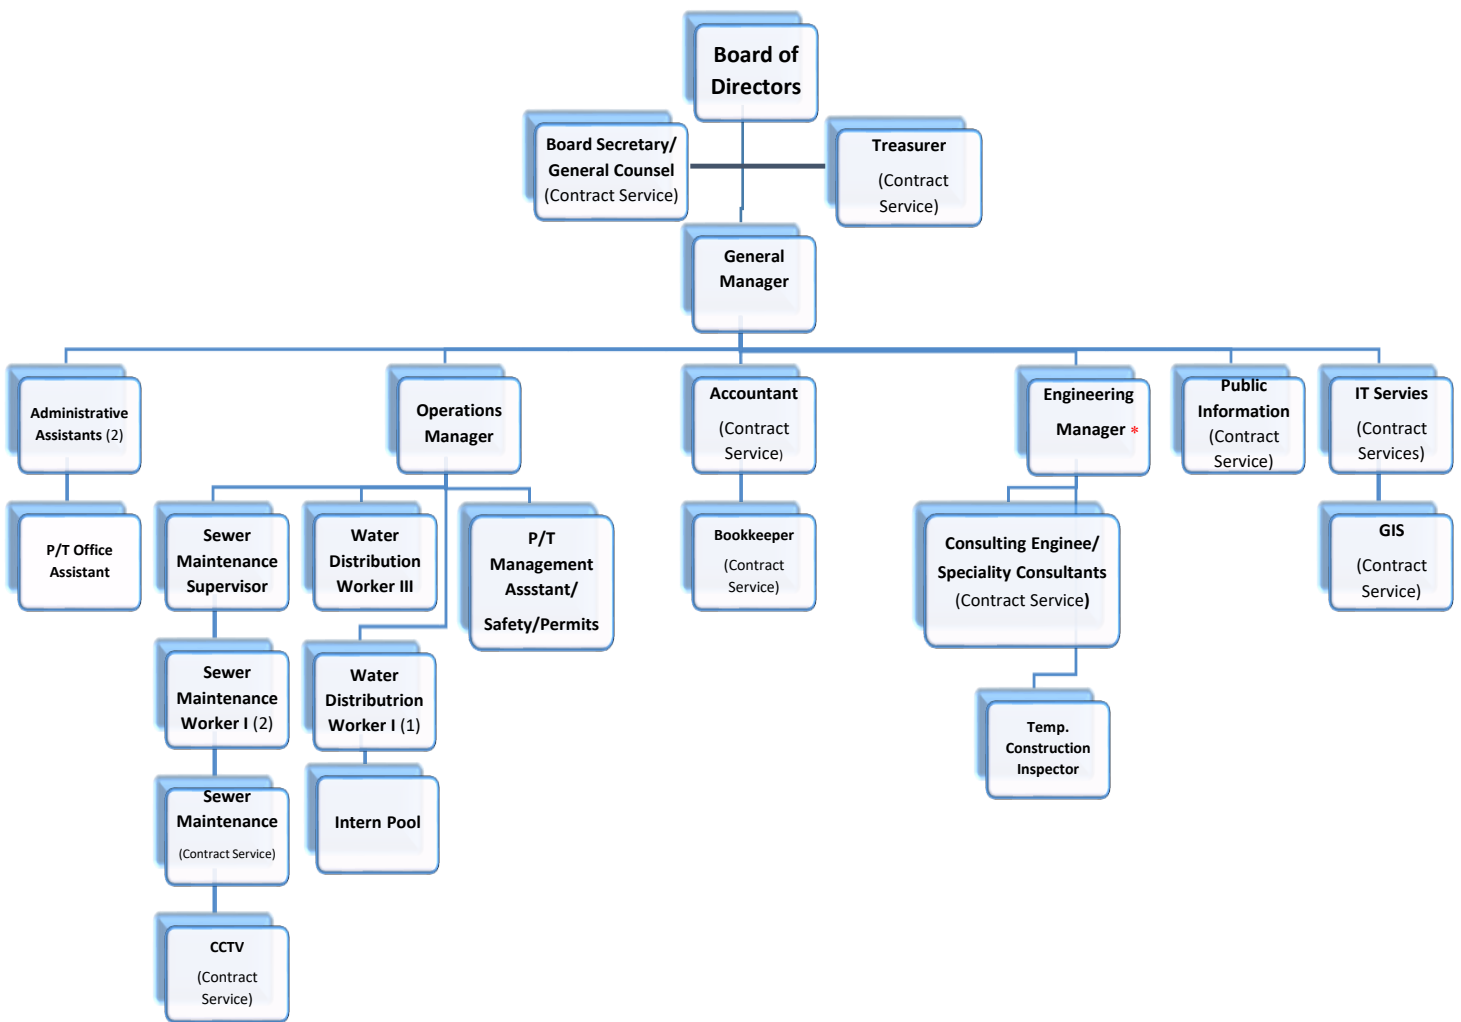 Board of
Directors
Board Secretary/
General Counsel
(Contract Service)
Treasurer
(Contract
Service)
General
Manager
Administrative
Assistants (2)
Operations
Manager
Accountant
(Contract
Service)
Engineering
Manager *
Public
Information
(Contract
Service)
IT Servies
(Contract
Services)
P/T Office
Assistant
Sewer
Maintenance
Supervisor
Water
Distribution
Worker III
P/T
Management
Assstant/
Safety/Permits
Bookkeeper
(Contract
Service)
Consulting Enginee/
Speciality Consultants
(Contract Service)
GIS
(Contract
Service)
Sewer
Maintenance
Worker I (2)
Water
Distributrion
Worker I (1)
Temp.
Construction
Inspector
Sewer
Maintenance
(Contract Service)
Intern Pool
CCTV
(Contract
Service)